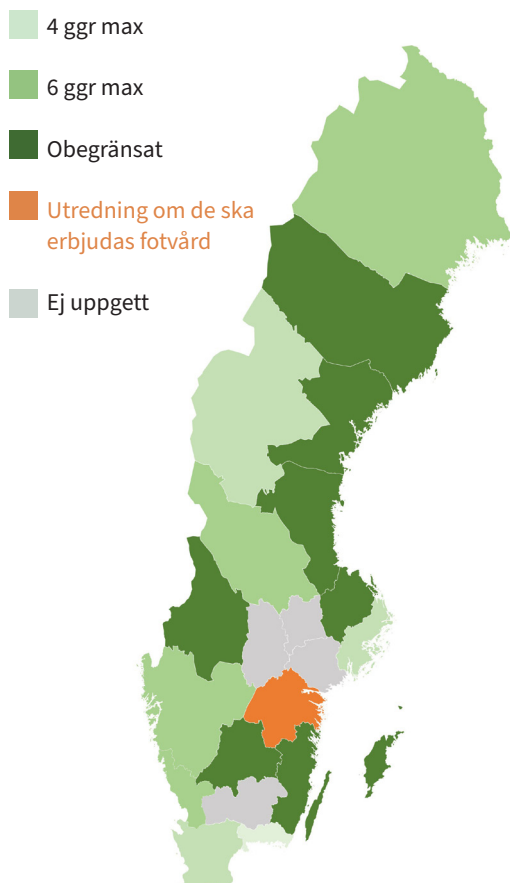 4 ggr max
6 ggr max
Obegränsat
Utredning om de ska
erbjudas fotvård
Ej uppgett